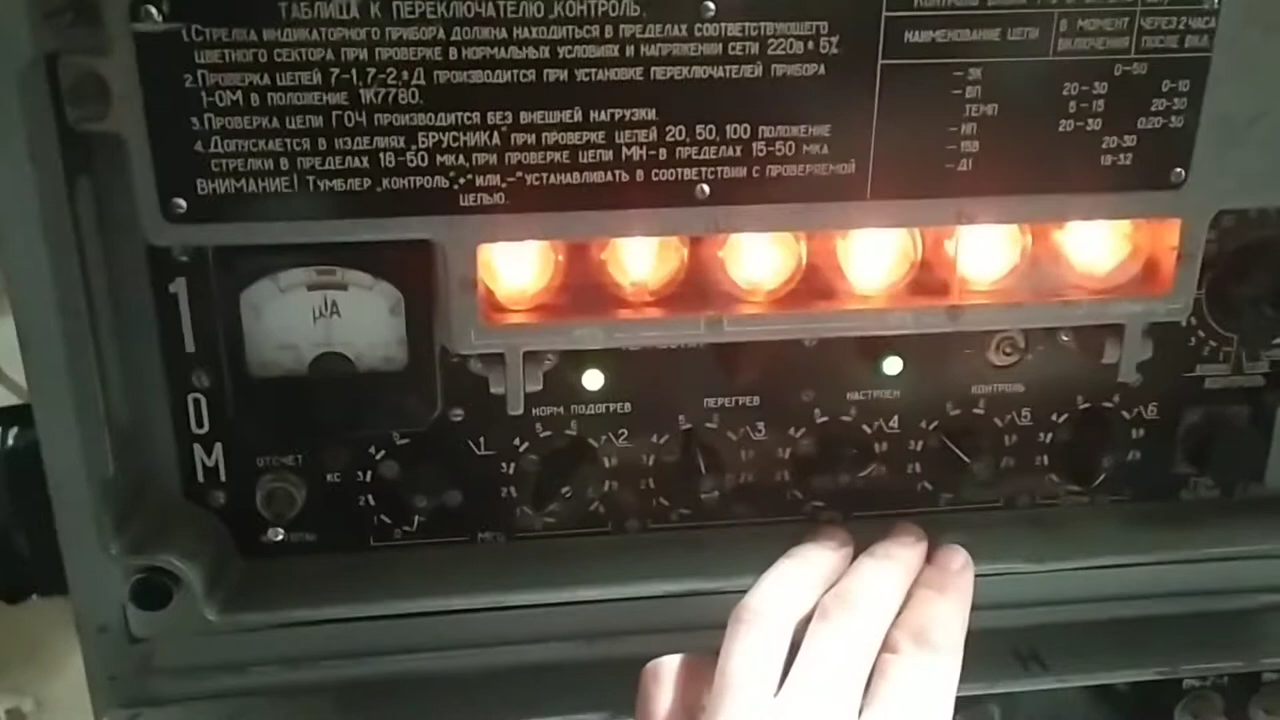 ТАБЛИЦА К ПЕРЕКЛЮЧАТЕЛЮ „КОНТРОЛЬ.
1.СТРЕЛКА ИНДИКАТОРНОГО ПРИБОРА ДОЛЖНА НАХОДИТЬСЯ В ПРЕДЕЛАХ СООТВЕТСТВУЮЩЕГО
ЦВЕТНОГО СЕКТОРА ПРИ ПРОВЕРКЕ В НОРМАЛЬНЫХ УСЛОВИЯХ И НАПРЯЖЕНИИ СЕТИ 220В ± 5%
2.ПРОВЕРКА ЦЕПЕЙ 7-1, 7-2, Д ПРОИЗВОДИТСЯ ПРИ УСТАНОВКЕ ПЕРЕКЛЮЧАТЕЛЕЙ ПРИБОРА
1-ОМ В ПОЛОЖЕНИЕ 1К7780.
3.ПРОВЕРКА ЦЕПИ ГОЧ ПРОИЗВОДИТСЯ БЕЗ ВНЕШНЕЙ НАГРУЗКИ.
4.ДОПУСКАЕТСЯ В ИЗДЕЛИЯХ „БРУСНИКА" ПРИ ПРОВЕРКЕ ЦЕПЕЙ 20, 50, 100 ПОЛОЖЕНИЕ
СТРЕЛКИ В ПРЕДЕЛАХ 18-50 МКА, ПРИ ПРОВЕРКЕ ЦЕПИ МН-В ПРЕДЕЛАХ 15-50 МКА
ВНИМАНИЕ! ТУМБЛЕР „КОНТРОЛЬ"„+"ИЛИ„-"УСТАНАВЛИВАТЬ В СООТВЕТСТВИИ С ПРОВЕРЯЕМОЙ
ЦЕПЬЮ.
НАИМЕНОВАНИЕ ЦЕПИ
В МОМЕНТ
ВКЛЮЧЕНИЯ
ЧЕРЕЗ 2 ЧАСА
ПОСЛЕ ВКЛ.
- ЗК 0-50
- ВП 20-30 0-10
ТЕМП 5-15 20-30
- НП 20-30 0,20-30
- 15В 20-30
- Д1 18-32
1
0
М
μA
ОТСЧЕТ
КС
НОРМ ПОДОГРЕВ
ПЕРЕГРЕВ
НАСТРОЕН
КОНТРОЛЬ
1
2
3
4
5
6
МГЦ